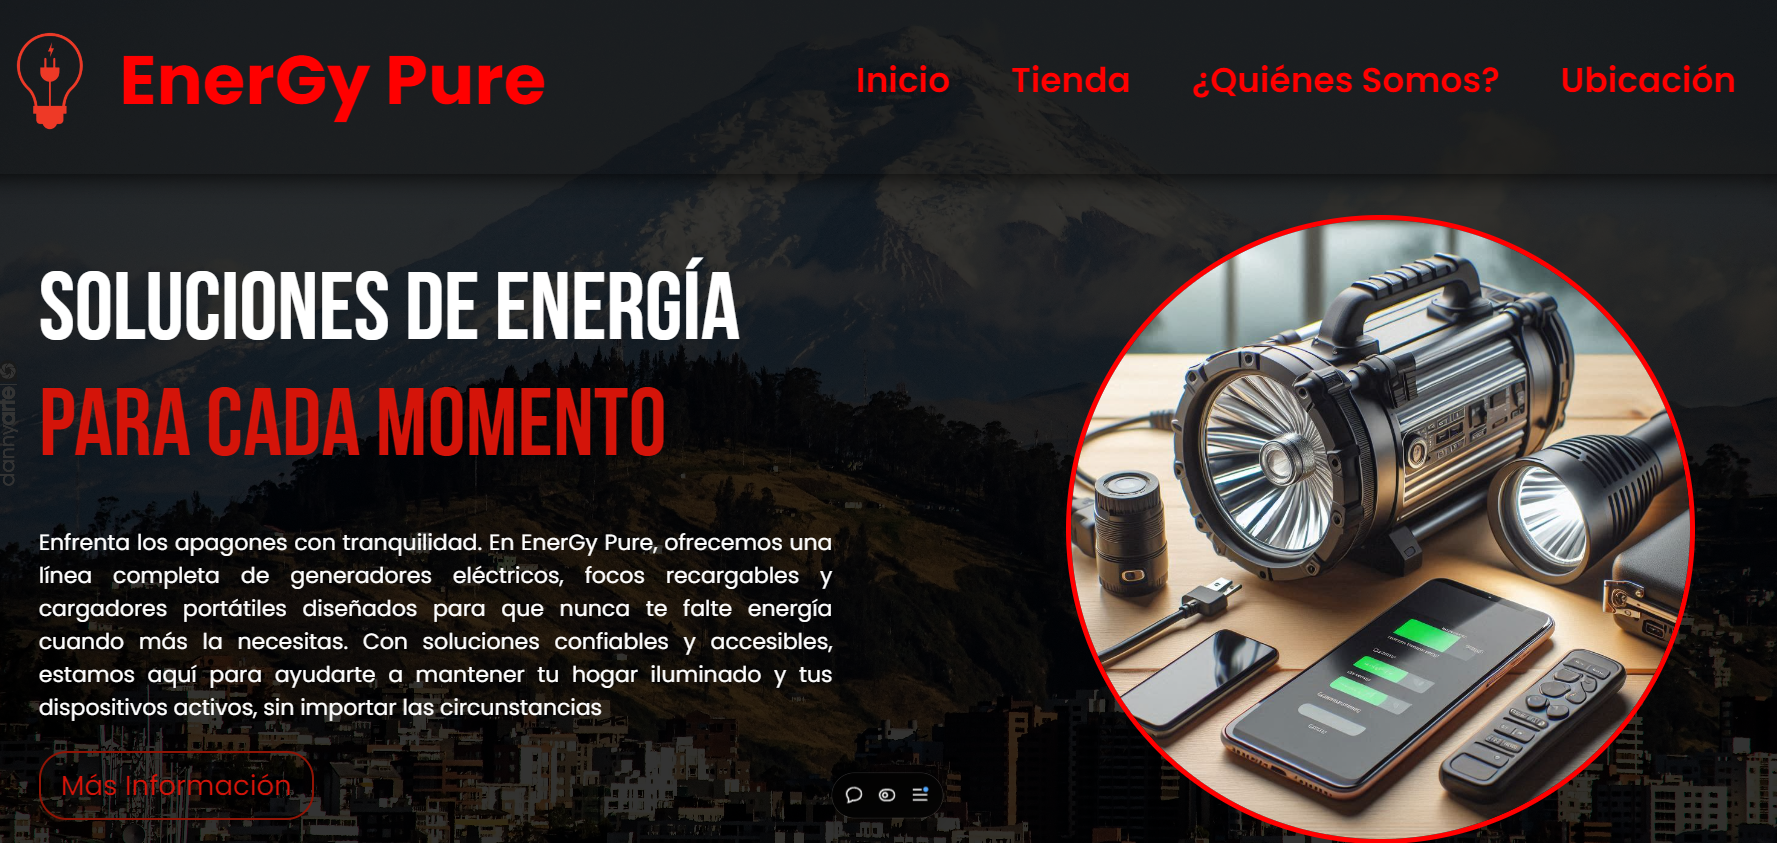 EnerGy Pure
Inicio
Tienda
¿Quiénes Somos?
Ubicación
SOLUCIONES DE ENERGÍA
PARA CADA MOMENTO
Enfrenta los apagones con tranquilidad. En EnerGy Pure, ofrecemos una
línea completa de generadores eléctricos, focos recargables y
cargadores portátiles diseñados para que nunca te falte energía
cuando más la necesitas. Con soluciones confiables y accesibles,
estamos aquí para ayudarte a mantener tu hogar iluminado y tus
dispositivos activos, sin importar las circunstancias
Más Información
dannyarte